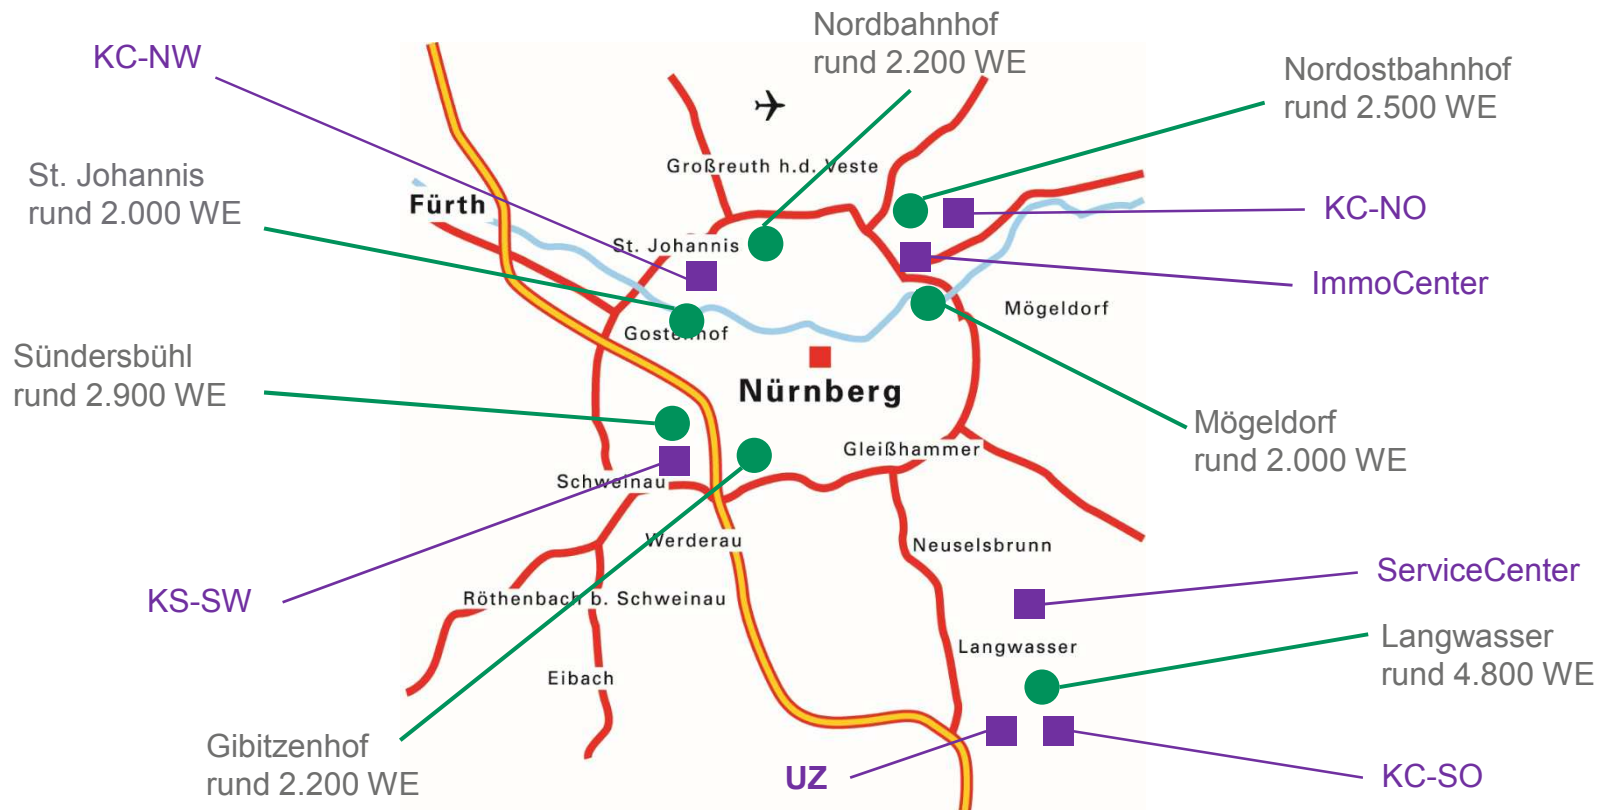 Nordbahnhof
rund 2.200 WE
KC-NW
Nordostbahnhof
rund 2.500 WE
Großreuth h.d. Veste
St. Johannis
rund 2.000 WE
Fürth
KC-NO
St. Johannis
ImmoCenter
Mögeldorf
Gostenhof
Sündersbühl
rund 2.900 WE
Nürnberg
Mögeldorf
rund 2.000 WE
Gleißhammer
Schweinau
Werderau
Neuselsbrunn
ServiceCenter
KS-SW
Röthenbach b. Schweinau
Langwasser
Langwasser
rund 4.800 WE
Eibach
Gibitzenhof
rund 2.200 WE
UZ
KC-SO